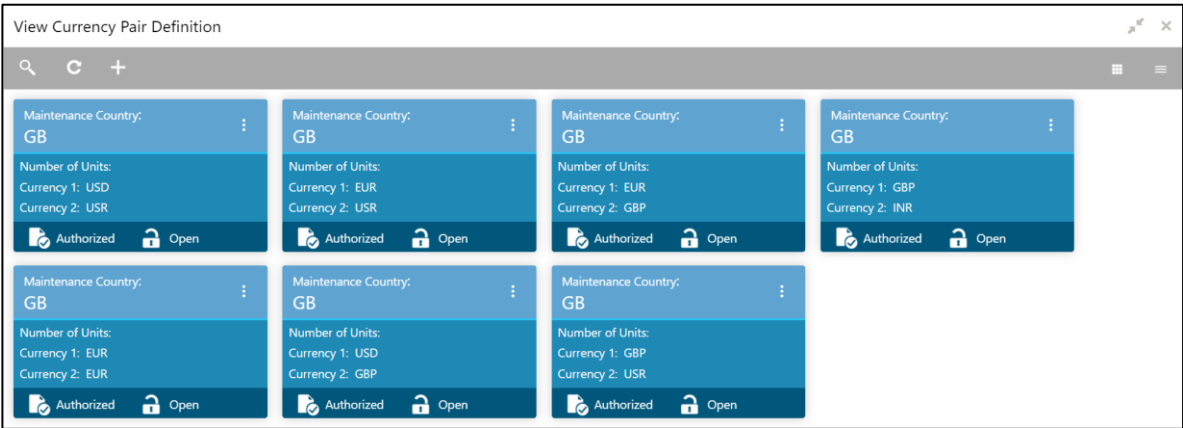 View Currency Pair Definition
Maintenance Country:
GB
Number of Units:
Currency 1: USD
Currency 2: USR
Authorized Open
Maintenance Country:
GB
Number of Units:
Currency 1: EUR
Currency 2: USR
Authorized Open
Maintenance Country:
GB
Number of Units:
Currency 1: EUR
Currency 2: GBP
Authorized Open
Maintenance Country:
GB
Number of Units:
Currency 1: GBP
Currency 2: INR
Authorized Open
Maintenance Country:
GB
Number of Units:
Currency 1: EUR
Currency 2: EUR
Authorized Open
Maintenance Country:
GB
Number of Units:
Currency 1: USD
Currency 2: GBP
Authorized Open
Maintenance Country:
GB
Number of Units:
Currency 1: GBP
Currency 2: USR
Authorized Open